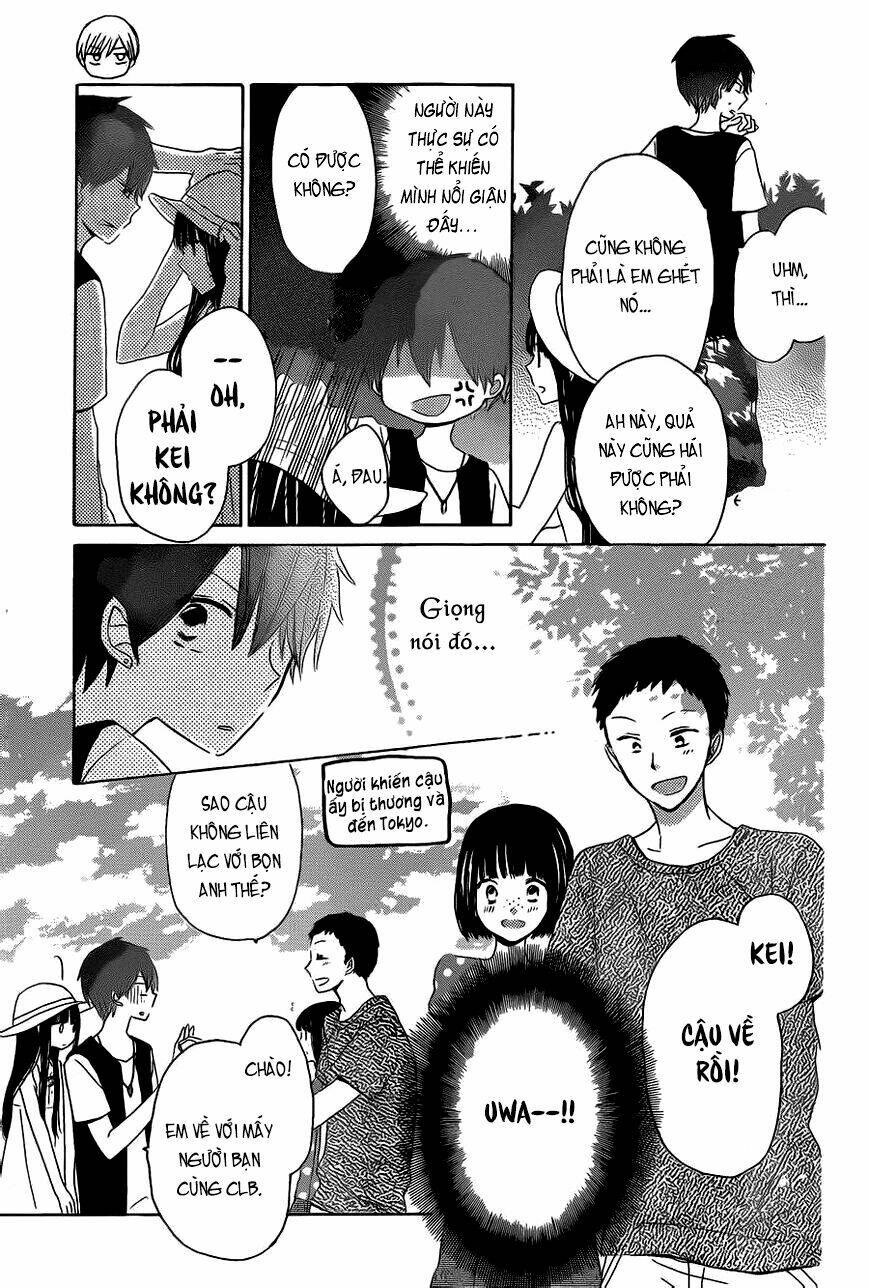 UHM,
THÌ...
CŨNG KHÔNG
PHẢI LÀ EM GHÉT
NÓ...
AH NÀY, QUẢ
NÀY CŨNG HÁI
ĐƯỢC PHẢI
KHÔNG?
NGƯỜI NÀY
THỰC SỰ CÓ
THỂ KHIẾN
MÌNH NỔI GIẬN
ĐẤY...
CÓ ĐƯỢC
KHÔNG?
Á, ĐAU.
--
OH,
PHẢI
KEI
KHÔNG?
Giọng
nói đó...
KEI!
CẬU VỀ
RỒI!
Người khiến cậu
ấy bị thương và
đến Tokyo.
UWA--!!
SAO CẬU
KHÔNG LIÊN
LẠC VỚI BỌN
ANH THẾ?
CHÀO!
EM VỀ VỚI MẤY
NGƯỜI BẠN
CÙNG CLB.